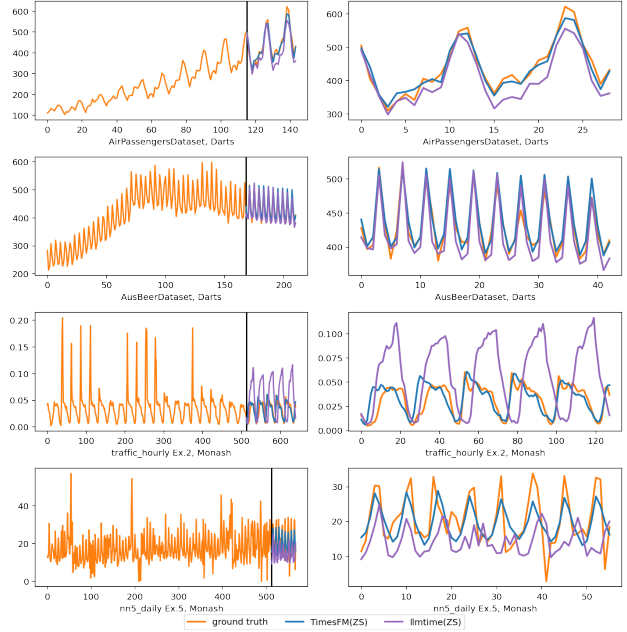 600
500
400
300
200
100
0 20 40 60 80 100 120 140
AirPassengersDataset, Darts
600
500
400
300
0 5 10 15 20 25
AirPassengersDataset, Darts
600
500
400
300
200
0 50 100 150 200
AusBeerDataset, Darts
500
450
400
0 10 20 30 40
AusBeerDataset, Darts
0.20
0.15
0.10
0.05
0.00
0 100 200 300 400 500 600
traffic_hourly Ex.2, Monash
0.100
0.075
0.050
0.025
0.000
0 20 40 60 80 100 120
traffic_hourly Ex.2, Monash
40
20
0
0 100 200 300 400 500
nn5_daily Ex.5, Monash
30
20
10
0 10 20 30 40 50
nn5_daily Ex.5, Monash
ground truth TimesFM(ZS) llmtime(ZS)